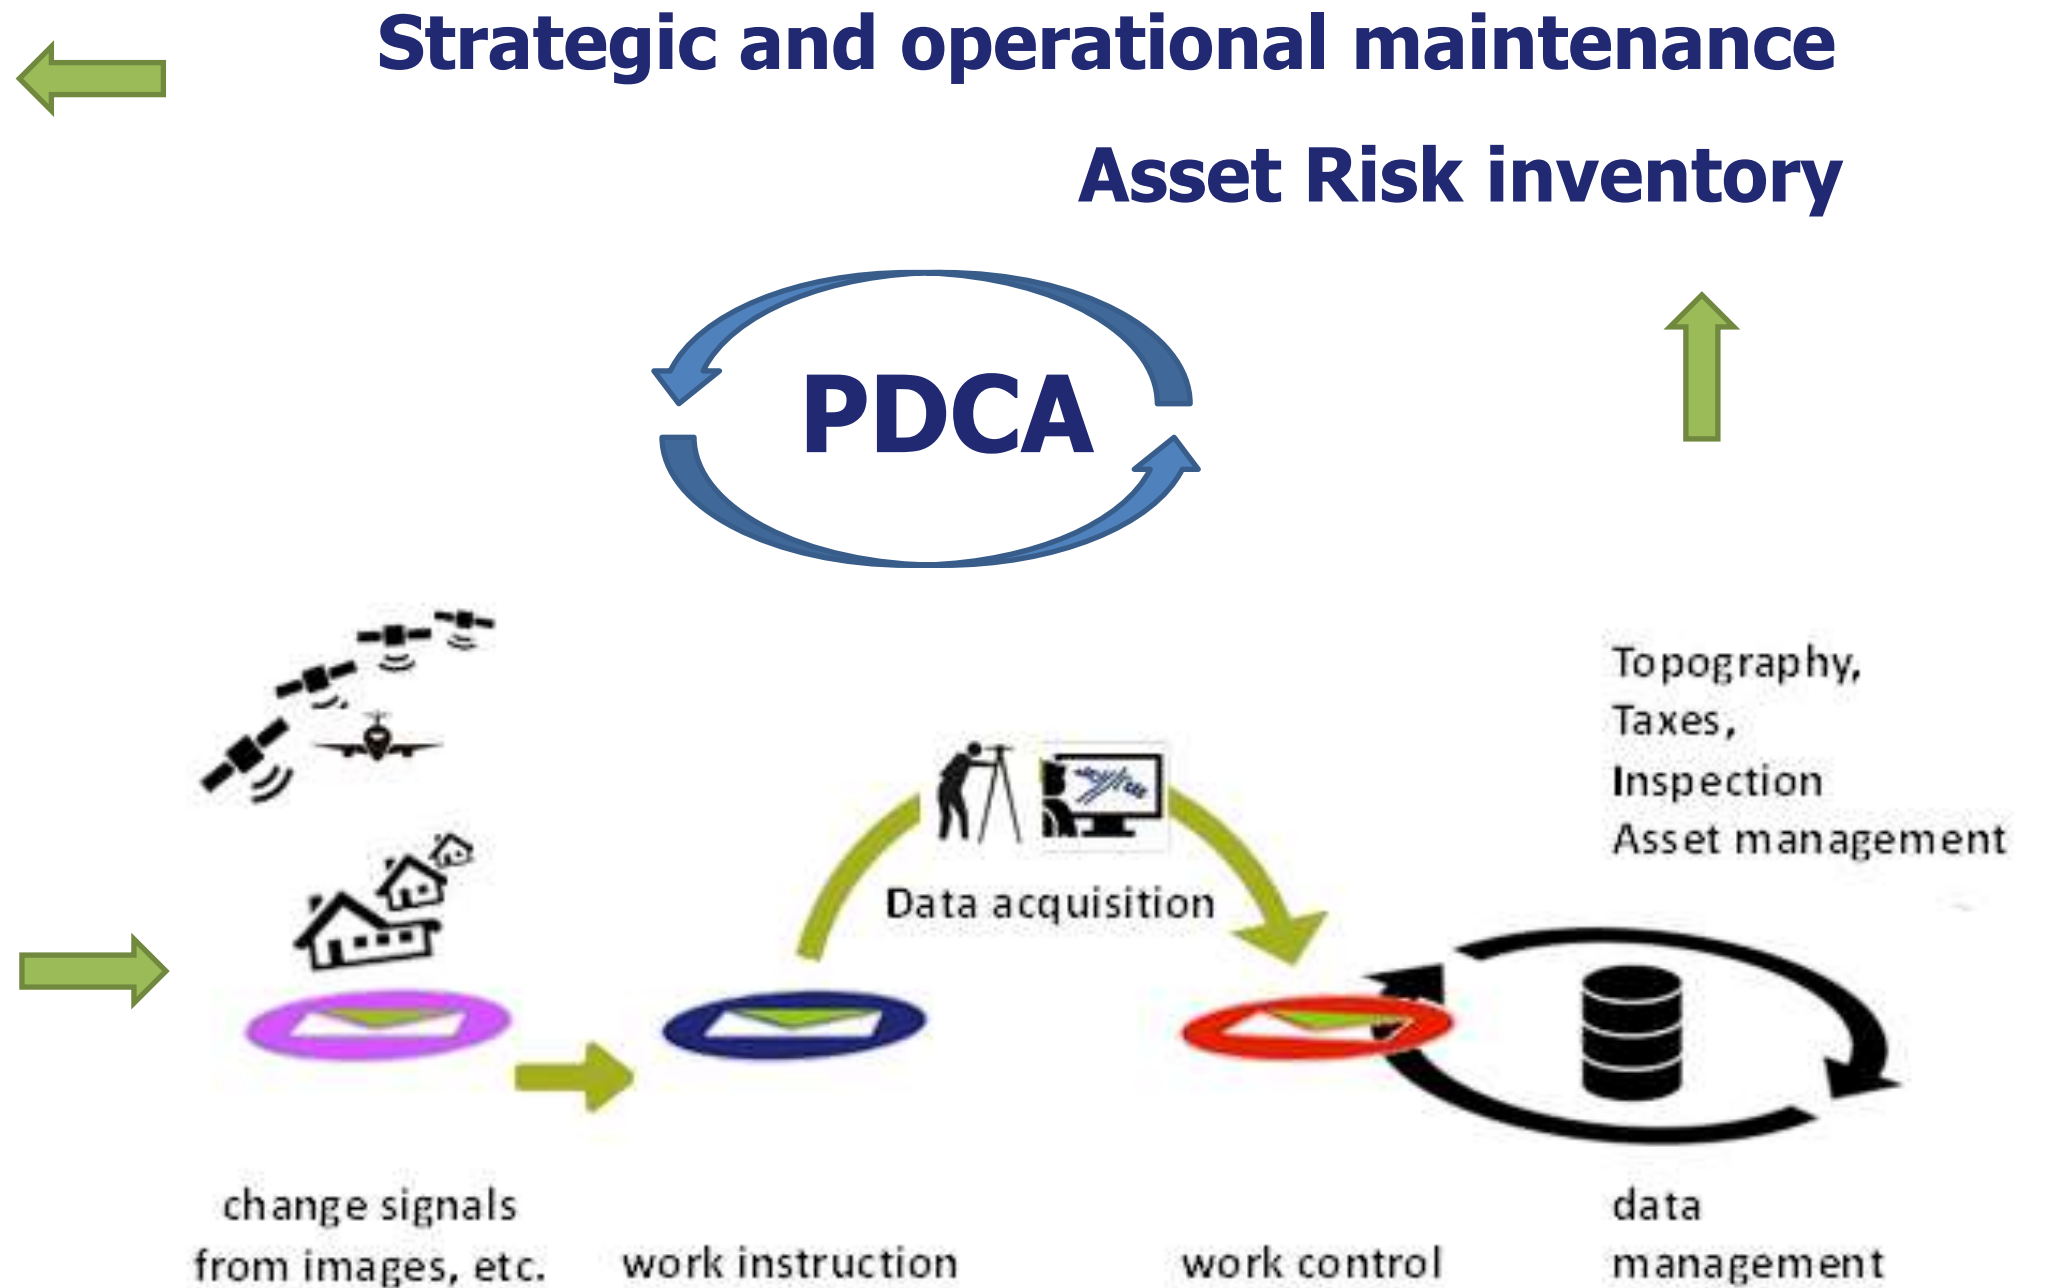 Strategic and operational maintenance
Asset Risk inventory
PDCA
Topography,
Taxes,
Inspection
Asset management
Data acquisition
change signals
from images, etc.
work instruction
work control
data
management